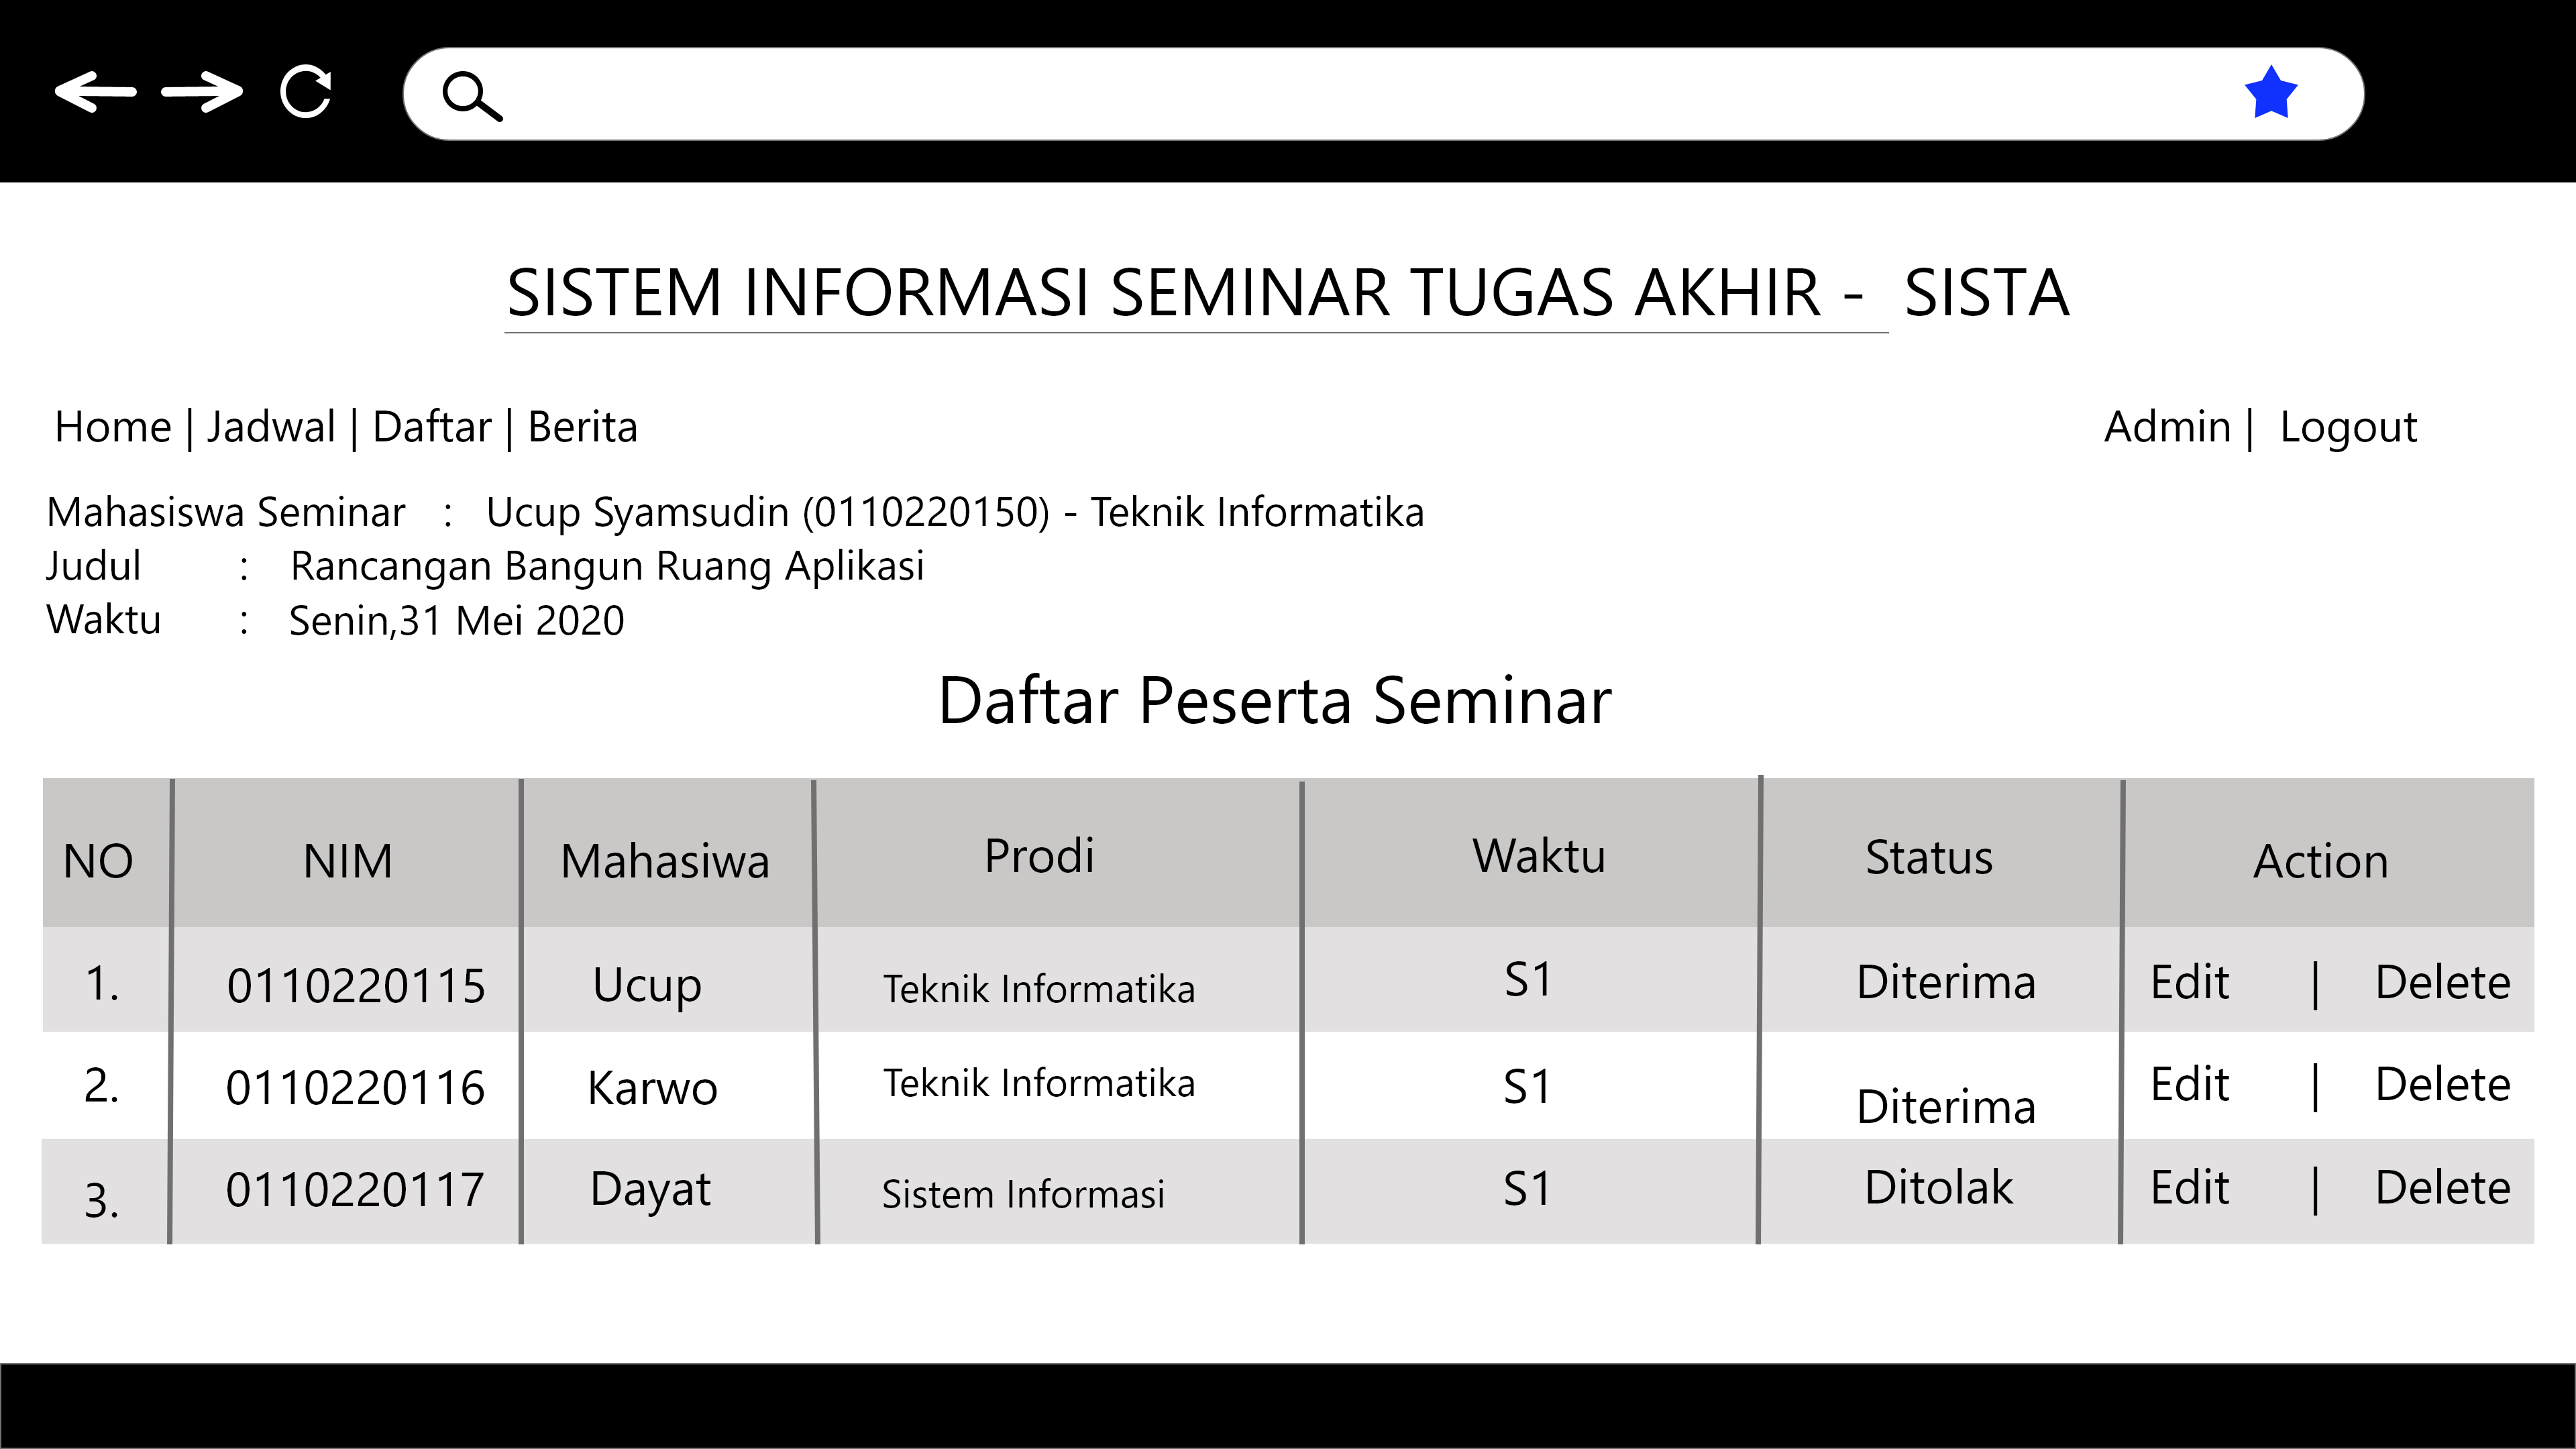 SISTEM INFORMASI SEMINAR TUGAS AKHIR - SISTA
Home | Jadwal | Daftar | Berita Admin | Logout
Mahasiswa Seminar : Ucup Syamsudin (0110220150) - Teknik Informatika
Judul : Rancangan Bangun Ruang Aplikasi
Waktu : Senin,31 Mei 2020
Daftar Peserta Seminar
NO NIM Mahasiwa Prodi Waktu Status Action
1. 0110220115 Ucup Teknik Informatika S1 Diterima Edit | Delete
2. 0110220116 Karwo Teknik Informatika S1 Diterima Edit | Delete
3. 0110220117 Dayat Sistem Informasi S1 Ditolak Edit | Delete